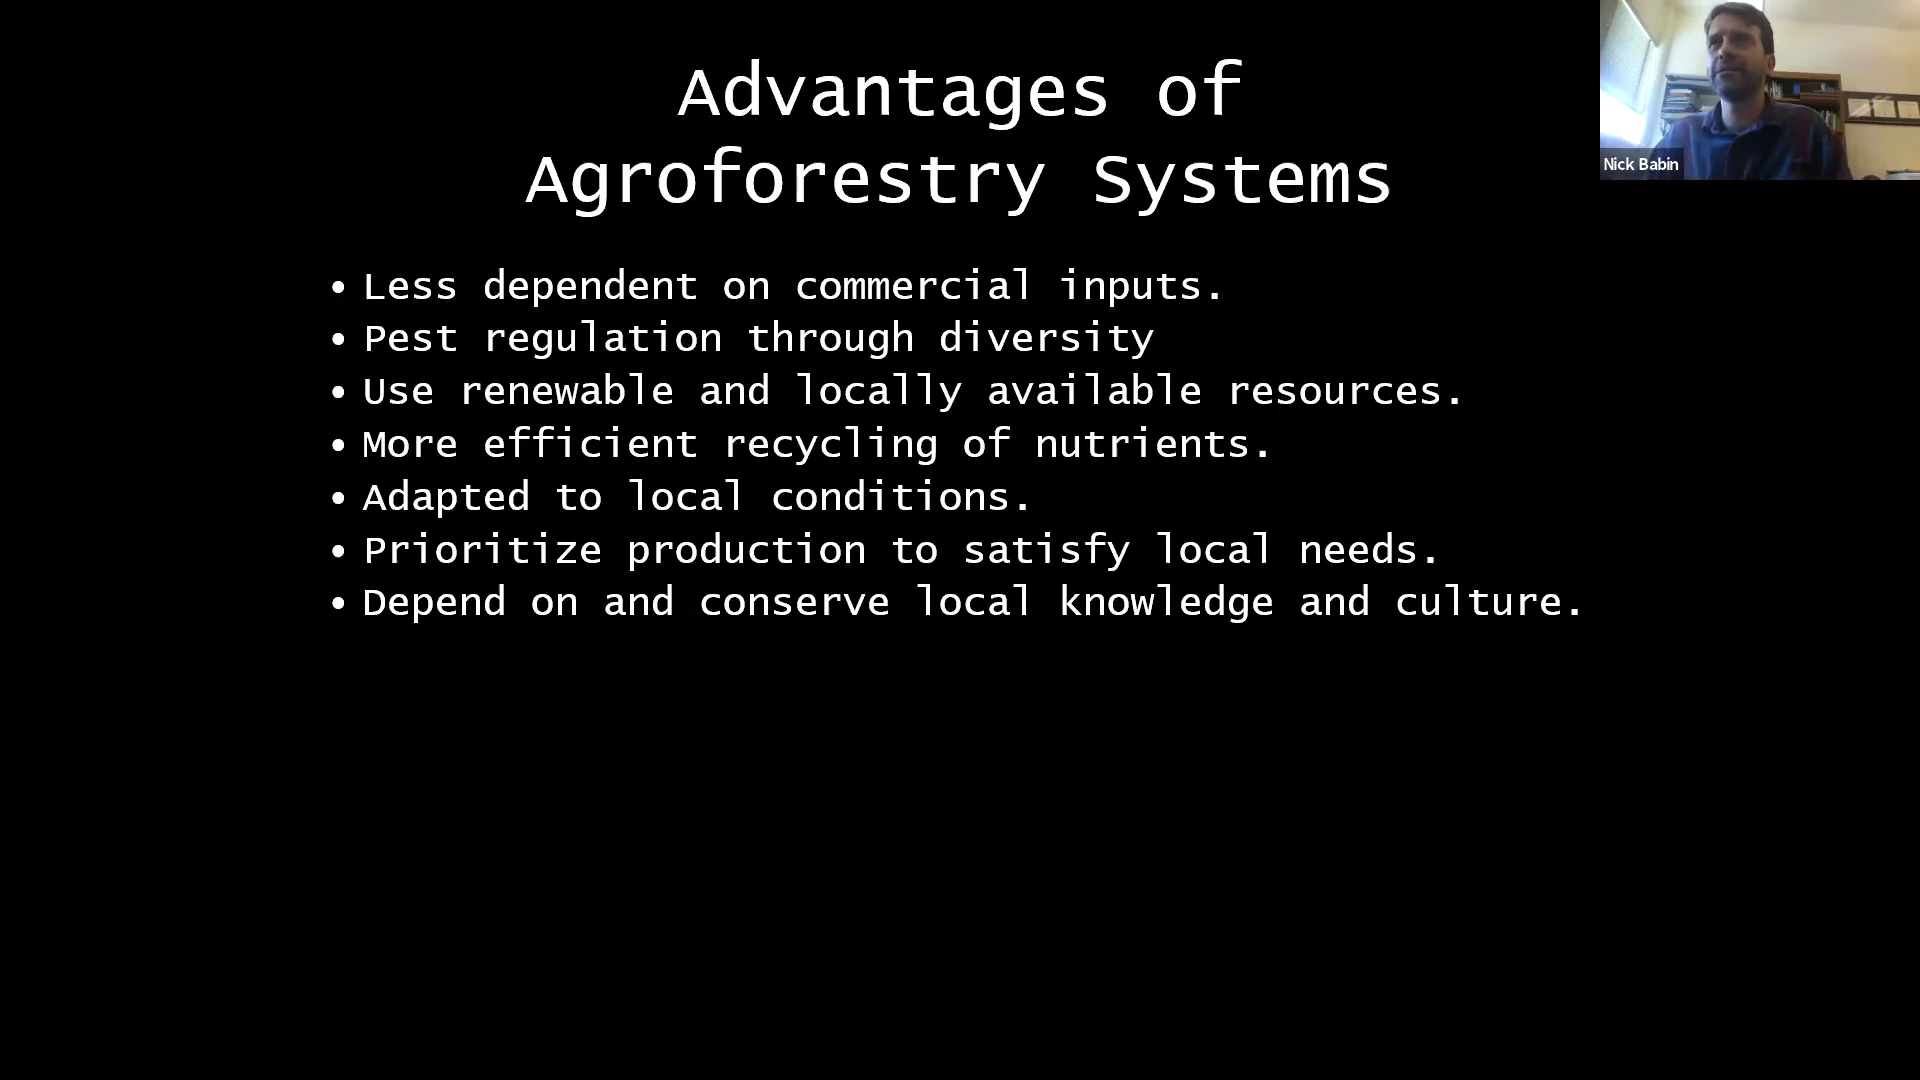 Advantages of
Agroforestry Systems
• Less dependent on commercial inputs.
• Pest regulation through diversity
• Use renewable and locally available resources.
• More efficient recycling of nutrients.
• Adapted to local conditions.
• Prioritize production to satisfy local needs.
• Depend on and conserve local knowledge and culture.
Nick Babin